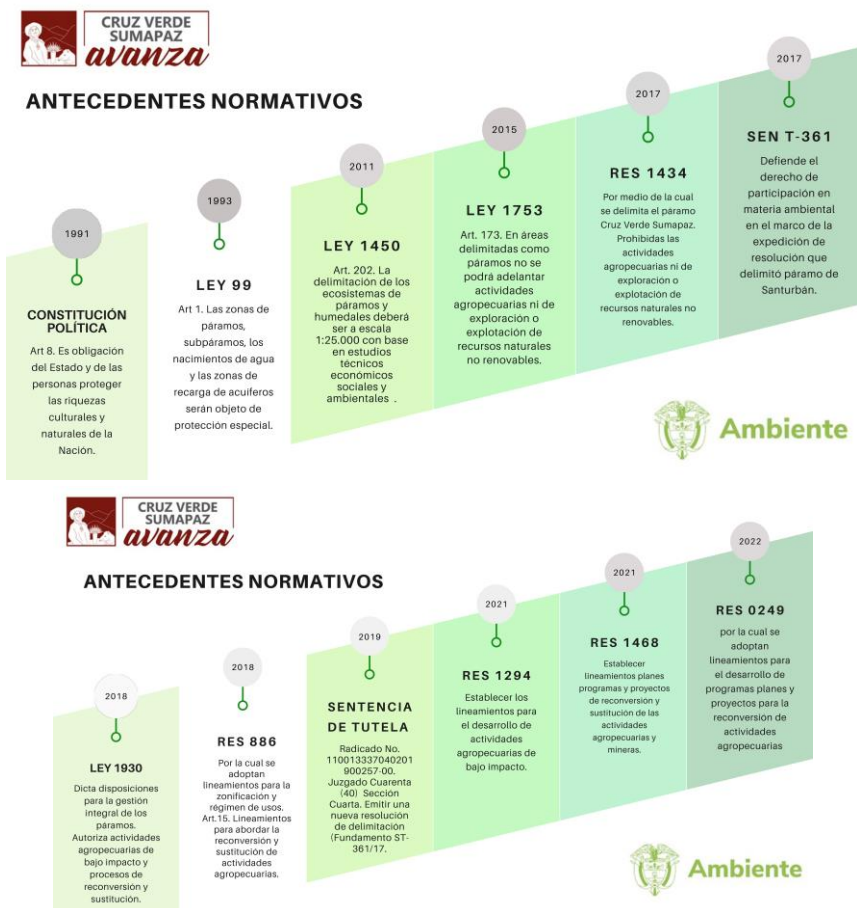 CRUZ VERDE
SUMAPAZ
avanza
ANTECEDENTES NORMATIVOS
1991
CONSTITUCIÓN
POLÍTICA
Art 8. Es obligación
del Estado y de las
personas proteger
las riquezas
culturales y
naturales de la
Nación.
1993
LEY 99
Art 1. Las zonas de
páramos,
subpáramos, los
nacimientos de agua
y las zonas de
recarga de acuíferos
serán objeto de
protección especial.
2011
LEY 1450
Art. 202. La
delimitación de los
ecosistemas de
páramos y
humedales deberá
ser a escala
1:25.000 con base
en estudios
técnicos
económicos
sociales y
ambientales .
2015
LEY 1753
Art. 173. En áreas
delimitadas como
páramos no se
podrá adelantar
actividades
agropecuarias ni de
exploración o
explotación de
recursos naturales
no renovables.
2017
RES 1434
Por medio de la cual
se delimita el páramo
Cruz Verde Sumapaz.
Prohibidas las
actividades
agropecuarias ni de
exploración o
explotación de
recursos naturales no
renovables.
2017
SEN T-361
Defiende el
derecho de
participación en
materia ambiental
en el marco de la
expedición de
resolución que
delimitó páramo de
Santurbán.
Ambiente
CRUZ VERDE
SUMAPAZ
avanza
ANTECEDENTES NORMATIVOS
2018
LEY 1930
Dicta disposiciones
para la gestión
integral de los
páramos.
Autoriza actividades
agropecuarias de
bajo impacto y
procesos de
reconversión y
sustitución.
2018
RES 886
Por la cual se
adoptan
lineamientos para la
zonificación y
régimen de usos.
Art.15. Lineamientos
para abordar la
reconversión y
sustitución de
actividades
agropecuarias.
2019
SENTENCIA
DE TUTELA
Radicado No.
110013337040201
900257-00.
Juzgado Cuarenta
(40) Sección
Cuarta. Emitir una
nueva resolución
de delimitación
(Fundamento ST-
361/17.
2021
RES 1294
Establecer los
lineamientos para
el desarrollo de
actividades
agropecuarias de
bajo impacto.
2021
RES 1468
Establecer
lineamientos planes
programas y proyectos
de reconversión y
sustitución de las
actividades
agropecuarias y
mineras.
2022
RES 0249
por la cual se
adoptan
lineamientos para
el desarrollo de
programas planes y
proyectos para la
reconversión de
actividades
agropecuarias
Ambiente